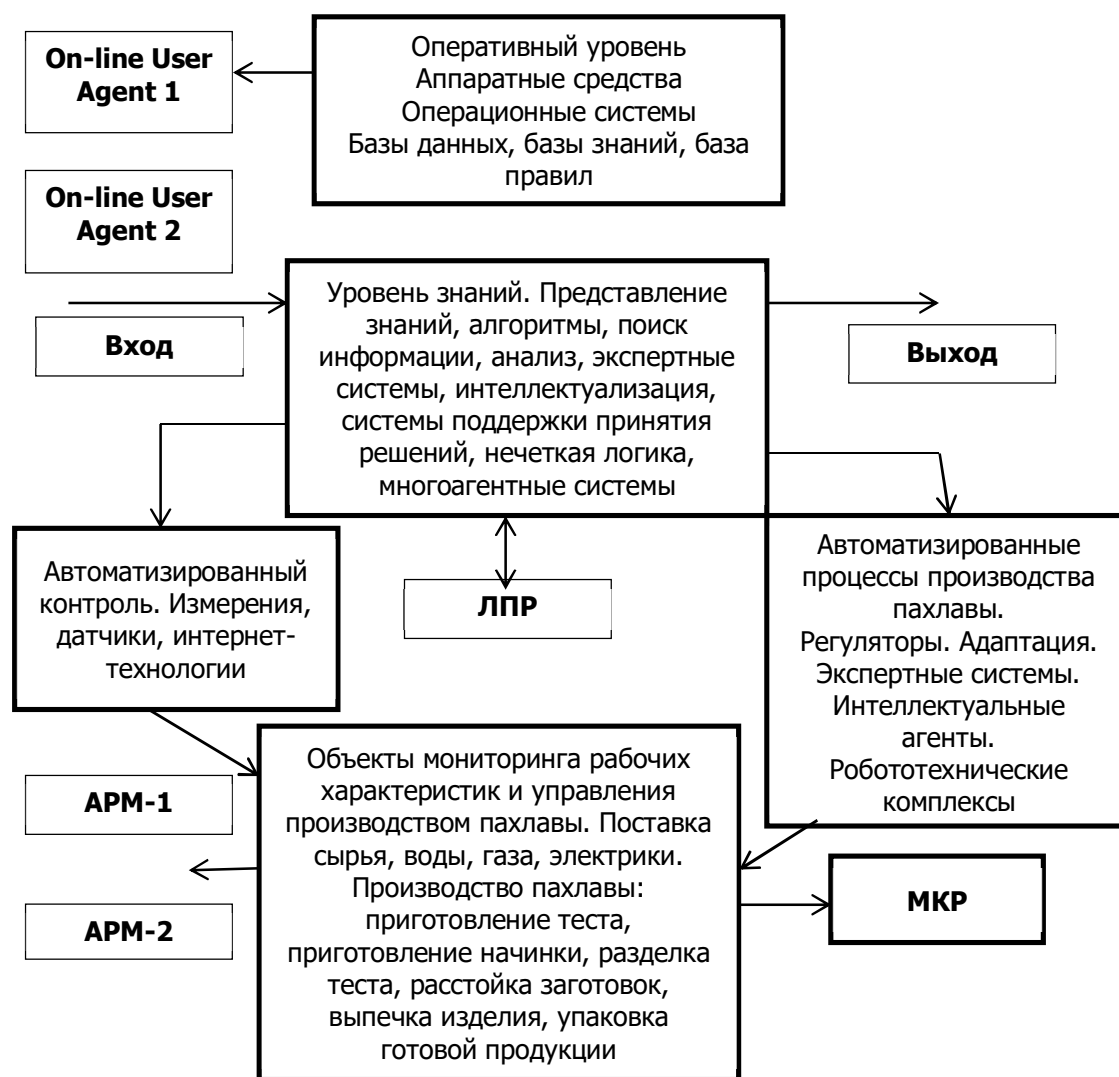 On-line User
Agent 1
Оперативный уровень
Аппаратные средства
Операционные системы
Базы данных, базы знаний, база
правил
On-line User
Agent 2
Уровень знаний. Представление
знаний, алгоритмы, поиск
информации, анализ, экспертные
системы, интеллектуализация,
системы поддержки принятия
решений, нечеткая логика,
многоагентные системы
Вход
Выход
Автоматизированный
контроль. Измерения,
датчики, интернет-
технологии
ЛПР
Автоматизированные
процессы производства
пахлавы.
Регуляторы. Адаптация.
Экспертные системы.
Интеллектуальные
агенты.
Робототехнические
комплексы
АРМ-1
АРМ-2
Объекты мониторинга рабочих
характеристик и управления
производством пахлавы. Поставка
сырья, воды, газа, электрики.
Производство пахлавы:
приготовление теста,
приготовление начинки, разделка
теста, расстойка заготовок,
выпечка изделия, упаковка
готовой продукции
МКР